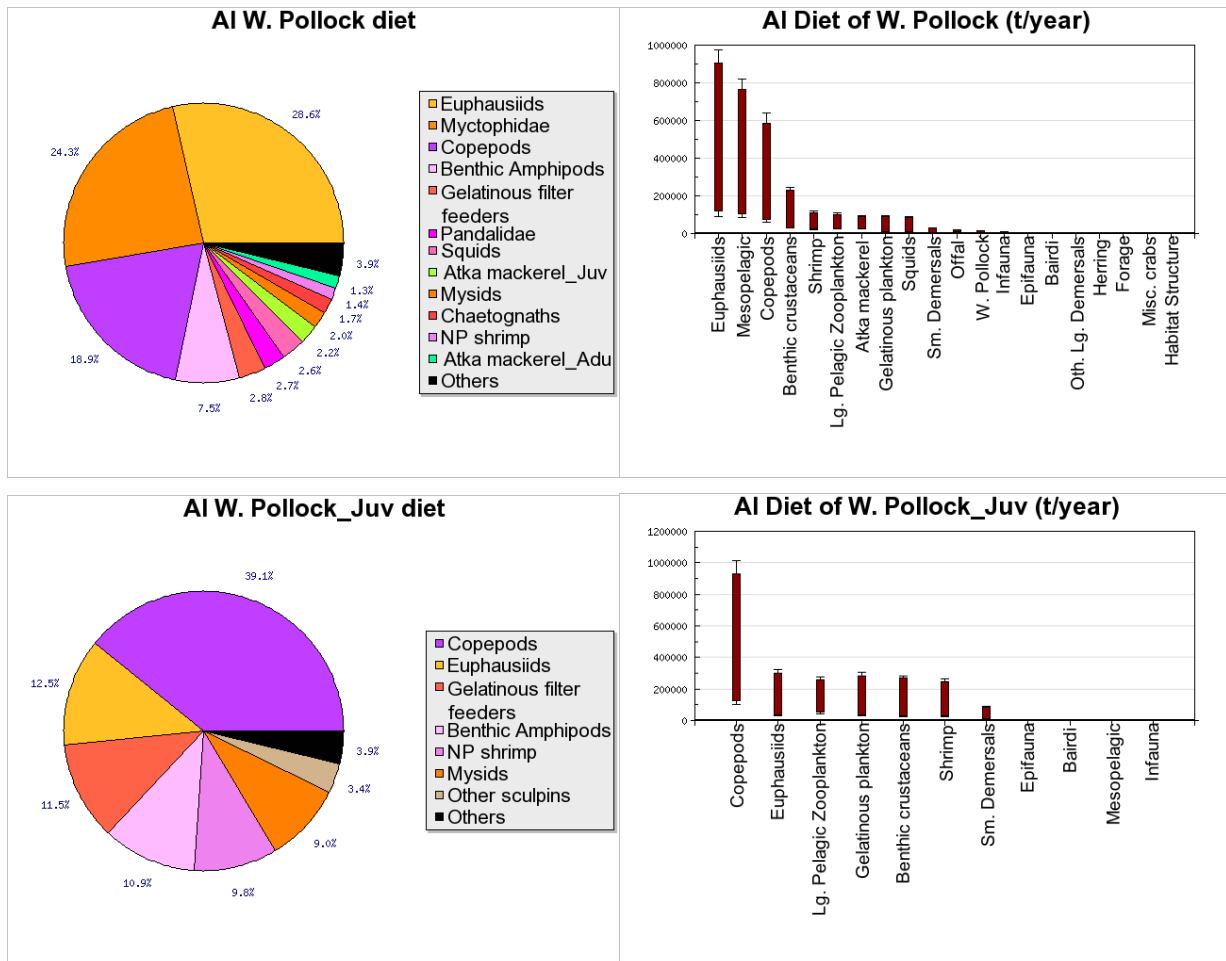 AI W. Pollock diet
28.6%
24.3%
18.9%
7.5%
2.8%
2.7%
2.6%
2.2%
2.0%
1.7%
1.4%
1.3%
3.9%
Euphausiids
Myctophidae
Copepods
Benthic Amphipods
Gelatinous filter
feeders
Pandalidae
Squids
Atka mackerel_Juv
Mysids
Chaetognaths
NP shrimp
Atka mackerel_Adu
Others
AI Diet of W. Pollock (t/year)
1000000
800000
600000
400000
200000
0
Euphausiids
Mesopelagic
Copepods
Benthic crustaceans
Shrimp
Lg. Pelagic Zooplankton
Atka mackerel
Gelatinous plankton
Squids
Sm. Demersals
Offal
W. Pollock
Infauna
Epifauna
Bairdi
Oth. Lg. Demersals
Herring
Forage
Misc. crabs
Habitat Structure
AI W. Pollock_Juv diet
39.1%
12.5%
11.5%
10.9%
9.8%
9.0%
3.4%
3.9%
Copepods
Euphausiids
Gelatinous filter
feeders
Benthic Amphipods
NP shrimp
Mysids
Other sculpins
Others
AI Diet of W. Pollock_Juv (t/year)
1200000
1000000
800000
600000
400000
200000
0
Copepods
Euphausiids
Lg. Pelagic Zooplankton
Gelatinous plankton
Benthic crustaceans
Shrimp
Sm. Demersals
Epifauna
Bairdi
Mesopelagic
Infauna